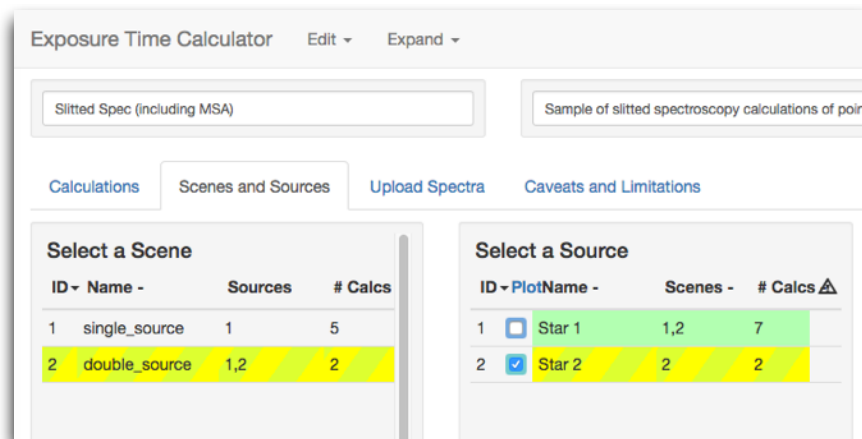 Exposure Time Calculator Edit Expand
Slitted Spec (including MSA)
Sample of slitted spectroscopy calculations of poin
Calculations Scenes and Sources Upload Spectra Caveats and Limitations
Select a Scene
ID Name - Sources # Calcs
1 single_source 1 5
2 double_source 1,2 2
Select a Source
ID Plot Name - Scenes - # Calcs
1 Star 1 1,2 7
2 Star 2 2 2